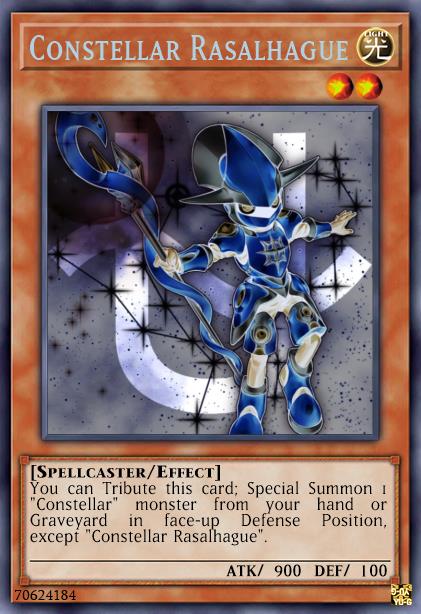 CONSTELLAR RASALHAGUE
LIGHT
光
[SPELLCASTER/EFFECT]
You can Tribute this card; Special Summon 1
"Constellar" monster from your hand or
Graveyard in face-up Defense Position,
except "Constellar Rasalhague".
ATK/ 900 DEF/ 100
70624184